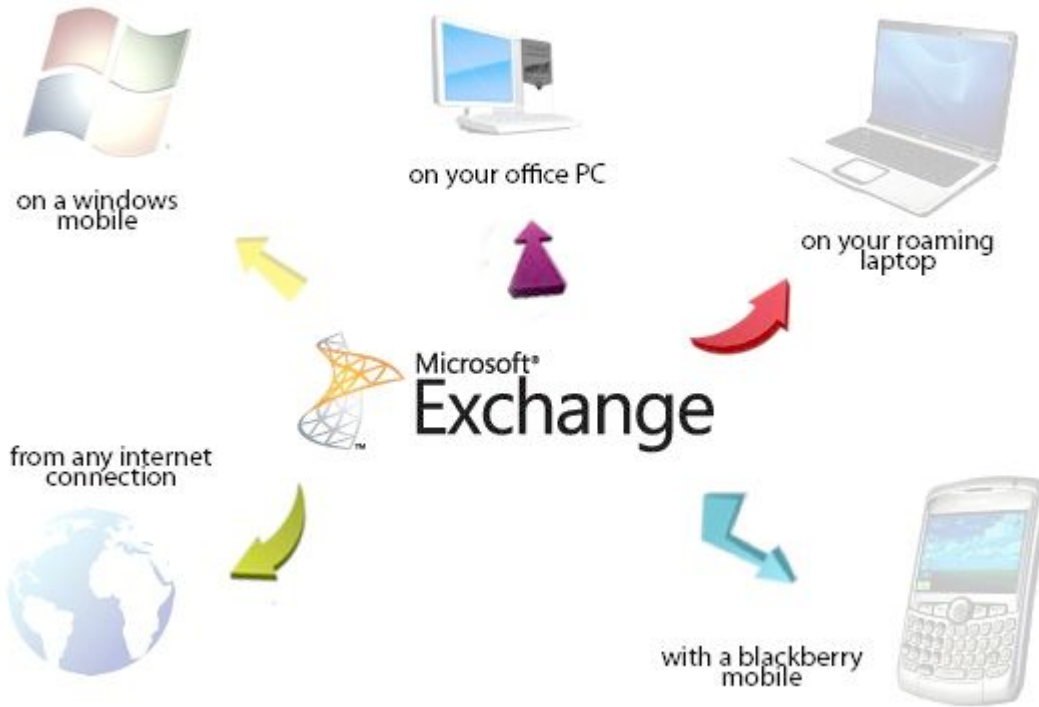 on your office PC
on a windows
mobile
on your roaming
laptop
Microsoft®
Exchange
™
from any internet
connection
with a blackberry
mobile